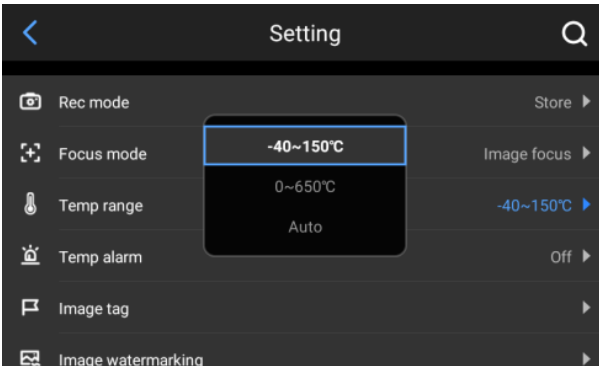 Setting
Rec mode
Store
-40~150℃
Focus mode
Image focus
0~650℃
Temp range
-40~150℃
Auto
Temp alarm
Off
Image tag
Image watermarking